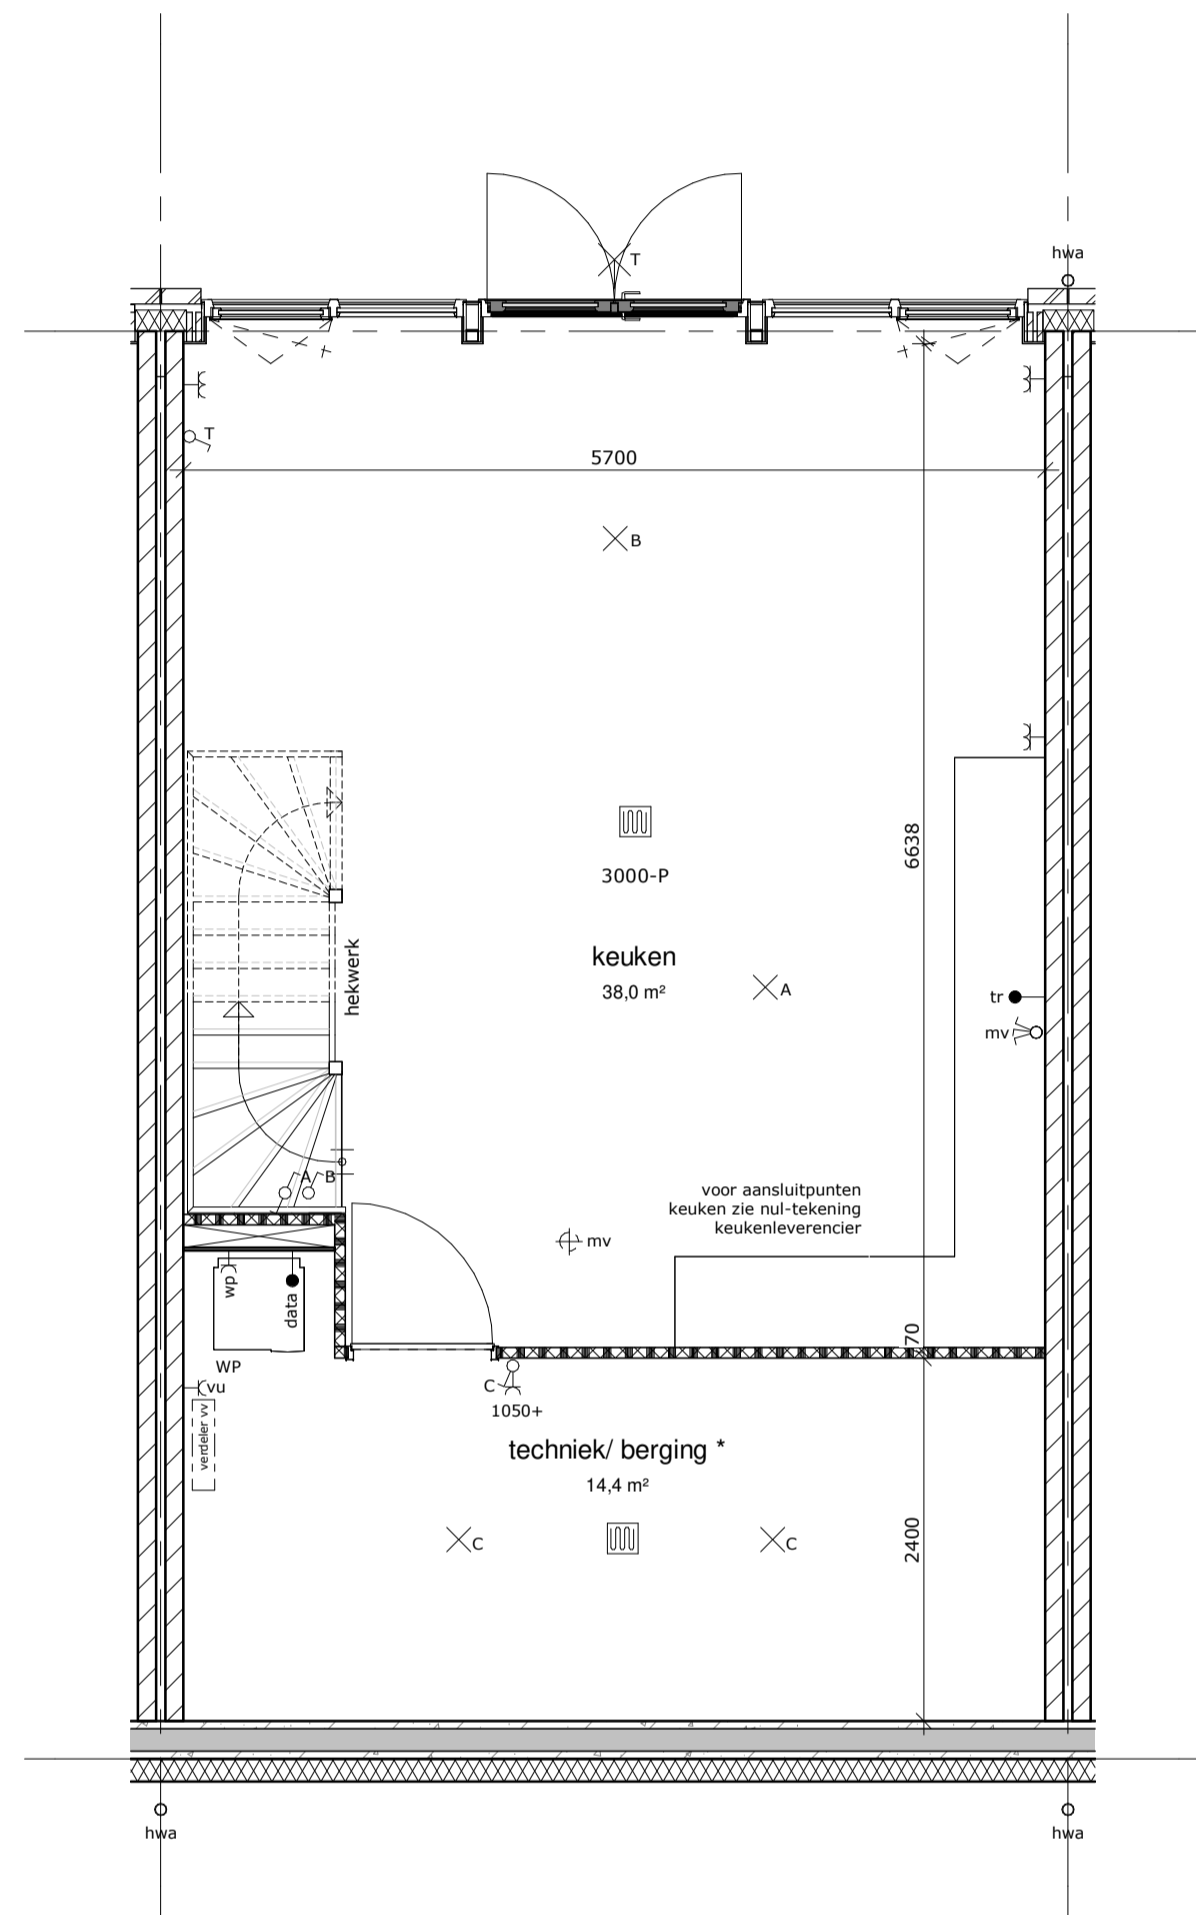 T
hwa
T
5700
B
3000-P
6638
keuken
38,0 m²
A
hekwerk
tr
mv
A
B
voor aansluitpunten
keuken zie nul-tekening
keukenleverencier
mv
wp
data
70
WP
vu
C
1050+
verdeler vv
techniek/ berging *
14,4 m²
C
C
2400
hwa
hwa